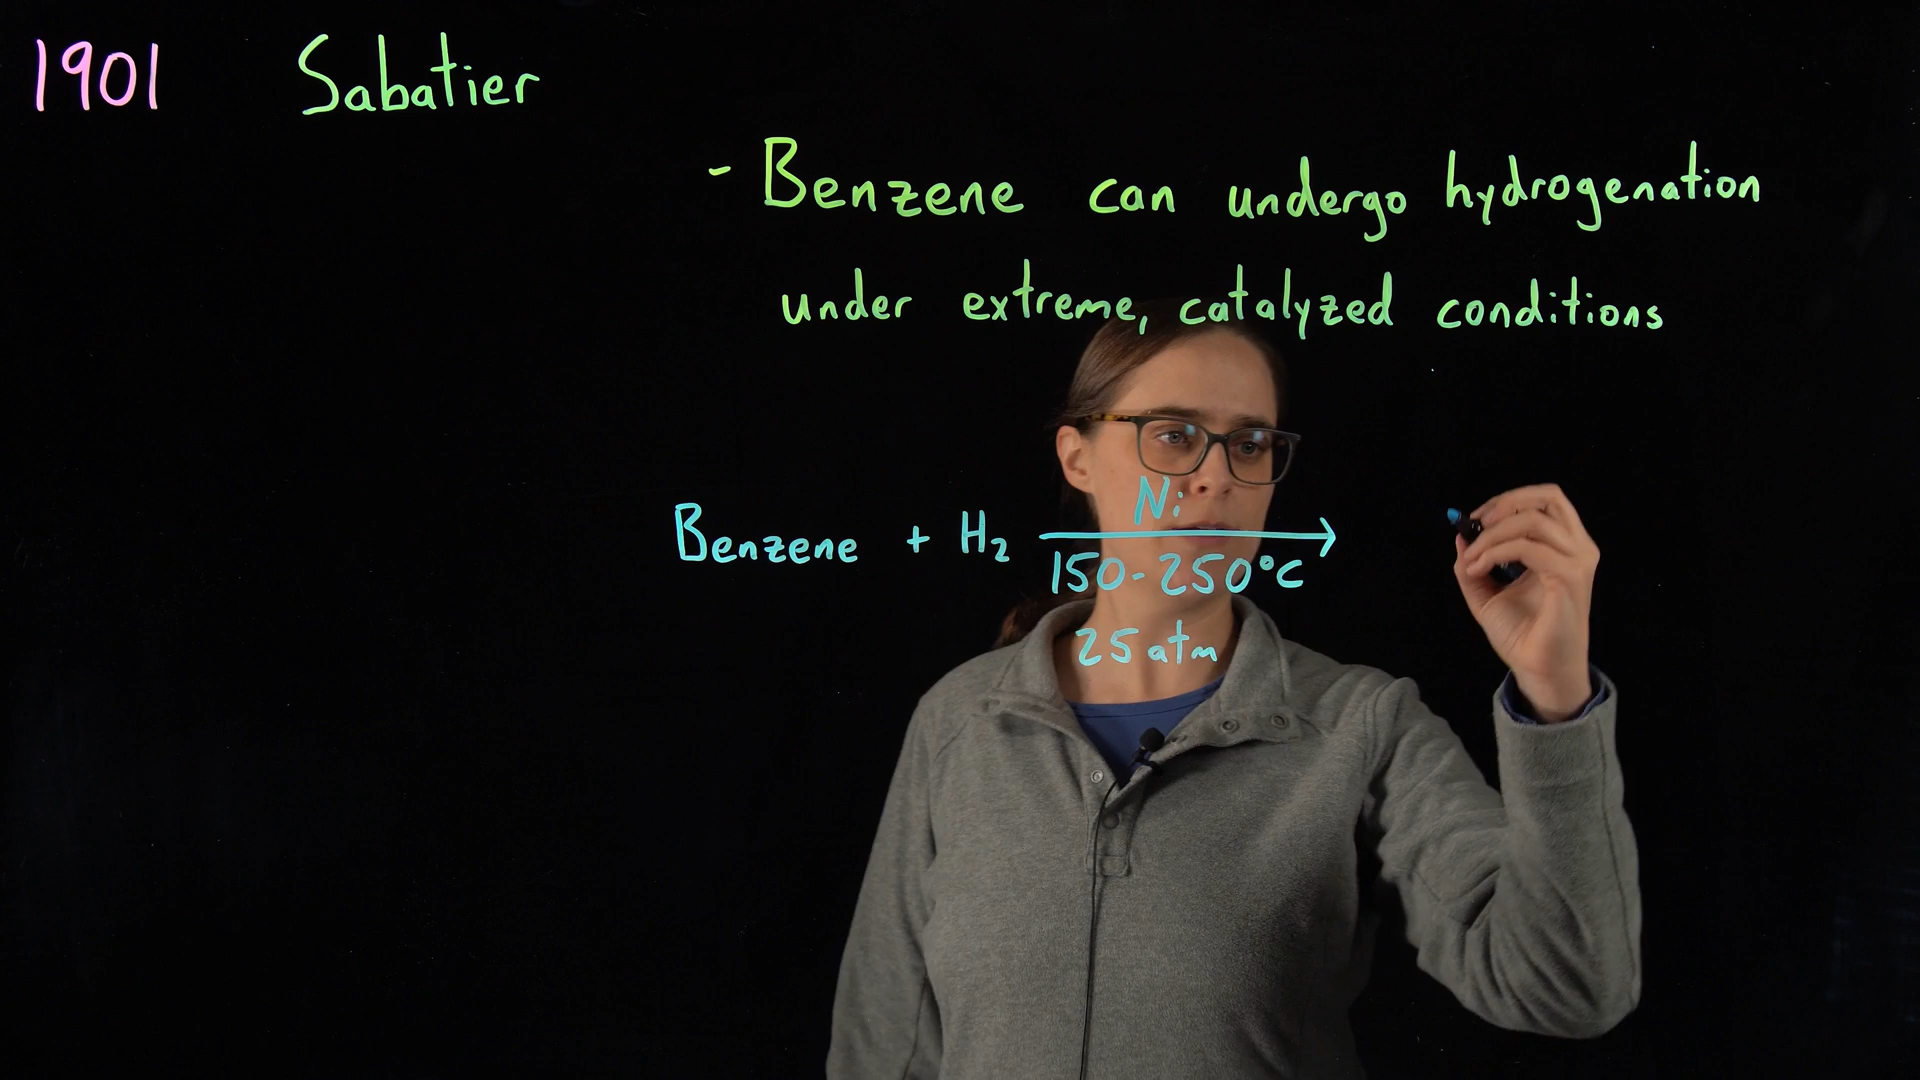 1901 Sabatier
- Benzene can undergo hydrogenation
under extreme, catalyzed conditions
Ni
Benzene + H₂ →
150-250°C
25 atm